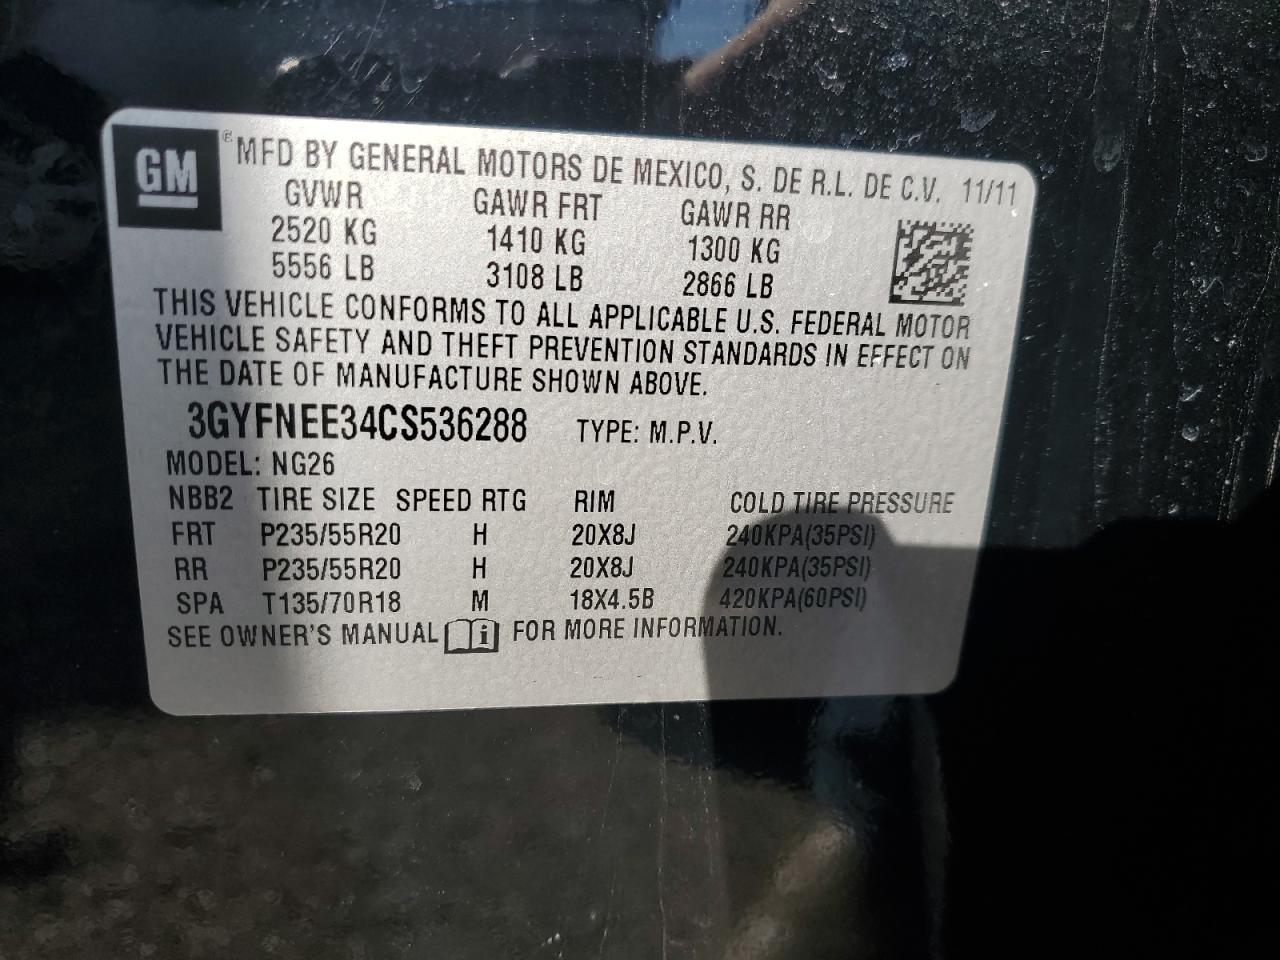 GM
® MFD BY GENERAL MOTORS DE MEXICO, S. DE R.L. DE C.V. 11/11
GVWR GAWR FRT GAWR RR
2520 KG 1410 KG 1300 KG
5556 LB 3108 LB 2866 LB
THIS VEHICLE CONFORMS TO ALL APPLICABLE U.S. FEDERAL MOTOR
VEHICLE SAFETY AND THEFT PREVENTION STANDARDS IN EFFECT ON
THE DATE OF MANUFACTURE SHOWN ABOVE.
3GYFNEE34CS536288 TYPE: M.P.V.
MODEL: NG26
NBB2 TIRE SIZE SPEED RTG RIM COLD TIRE PRESSURE
FRT P235/55R20 H 20X8J 240KPA(35PSI)
RR P235/55R20 H 20X8J 240KPA(35PSI)
SPA T135/70R18 M 18X4.5B 420KPA(60PSI)
SEE OWNER'S MANUAL i FOR MORE INFORMATION.